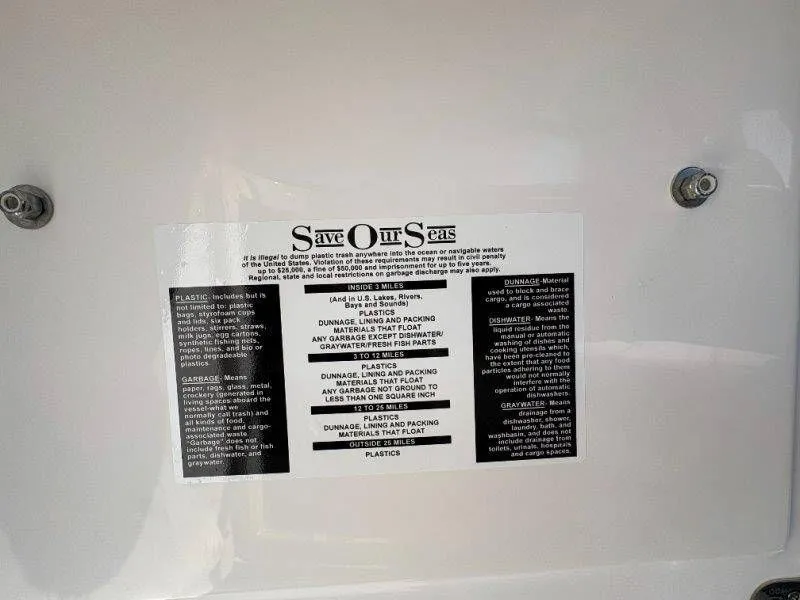 Save Our Seas
It is illegal to dump plastic trash anywhere into the ocean or navigable waters
of the United States. Violation of these requirements may result in civil penalty
up to $25,000, a fine of $50,000 and imprisonment for up to five years.
Regional, state and local restrictions on garbage discharge may also apply.
PLASTIC- Includes but is
not limited to: plastic
bags, styrofoam cups
and lids, six pack
holders, stirrers, straws,
milk jugs, egg cartons,
synthetic fishing nets,
ropes, lines, and bio or
photo degradeable
plastics
GARBAGE- Means
paper, rags, glass, metal,
crockery (generated in
living spaces aboard the
vessel-what we
normally call trash) and
all kinds of food,
maintenance and cargo-
associated waste.
"Garbage" does not
include fresh fish or fish
parts, dishwater, and
graywater.
INSIDE 3 MILES
(And in U.S. Lakes, Rivers,
Bays and Sounds)
PLASTICS
DUNNAGE, LINING AND PACKING
MATERIALS THAT FLOAT
ANY GARBAGE EXCEPT DISHWATER/
GRAYWATER/FRESH FISH PARTS
3 TO 12 MILES
PLASTICS
DUNNAGE, LINING AND PACKING
MATERIALS THAT FLOAT
ANY GARBAGE NOT GROUND TO
LESS THAN ONE SQUARE INCH
12 TO 25 MILES
PLASTICS
DUNNAGE, LINING AND PACKING
MATERIALS THAT FLOAT
OUTSIDE 25 MILES
PLASTICS
DUNNAGE-Material
used to block and brace
cargo, and is considered
a cargo associated
waste.
DISHWATER- Means the
liquid residue from the
manual or automatic
washing of dishes and
cooking utensils which,
have been pre-cleaned to
the extent that any food
particles adhering to them
would not normally
interfere with the
operation of automatic
dishwashers.
GRAYWATER- Means
drainage from a
dishwasher, shower,
laundry, bath, and
washbasin, and does not
include drainage from
toilets, urinals, hospitals
and cargo spaces.